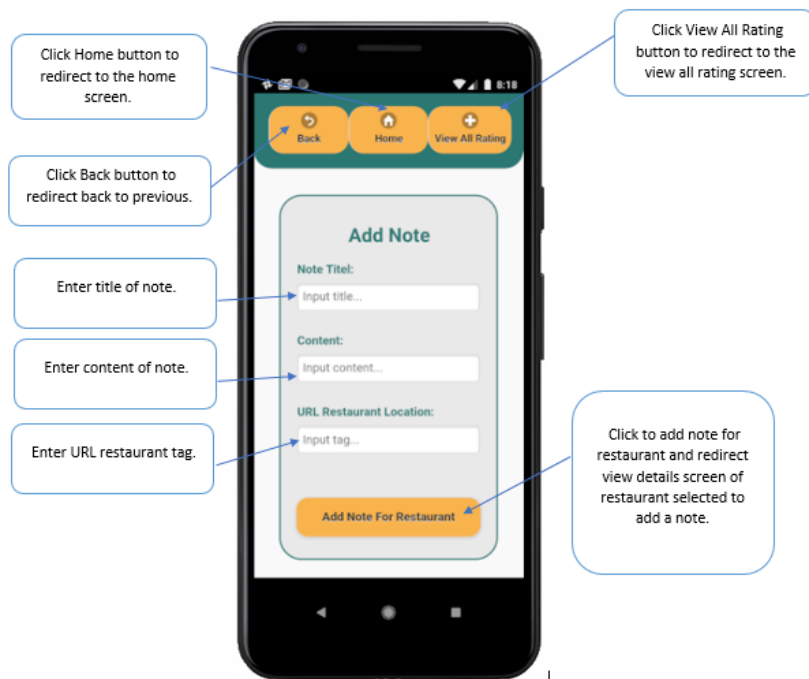 Click Home button to
redirect to the home
screen.
Click View All Rating
button to redirect to the
view all rating screen.
8:18
Back
Home
View All Rating
Click Back button to
redirect back to previous.
Add Note
Note Titel:
Enter title of note.
Input title...
Content:
Enter content of note.
Input content...
URL Restaurant Location:
Enter URL restaurant tag.
Input tag...
Click to add note for
restaurant and redirect
view details screen of
restaurant selected to
add a note.
Add Note For Restaurant